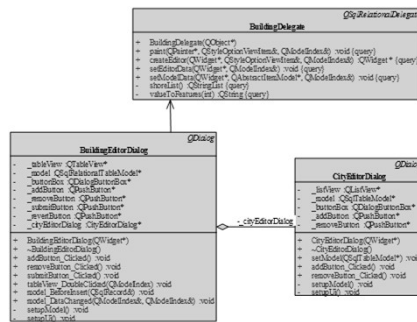 QSqlRelationalDelegate
BuildingDelegate
+ BuildingDelegate(QObject*)
+ paint(QPainter*, QStyleOptionViewItem&, QModelIndex&) :void {query}
+ createEditor(QWidget*, QStyleOptionViewItem&, QModelIndex&) :QWidget* {query}
+ setEditorData(QWidget*, QModelIndex&) :void {query}
+ setModelData(QWidget*, QAbstractItemModel*, QModelIndex&) :void {query}
- shoreList() :QStringList {query}
- valueToFeatures(int) :QString {query}
QDialog
BuildingEditorDialog
- _tableView :QTableView*
- _model :QSqlRelationalTableModel*
- _buttonBox :QDialogButtonBox*
- _addButton :QPushButton*
- _removeButton :QPushButton*
- _submitButton :QPushButton*
- _revertButton :QPushButton*
- _cityEditorDialog :CityEditorDialog*
+ BuildingEditorDialog(QWidget*)
+ ~BuildingEditorDialog()
+ addButton_Clicked() :void
+ removeButton_Clicked() :void
+ submitButton_Clicked() :void
+ tableView_DoubleClicked(QModelIndex) :void
+ model_BeforeInsert(QSqlRecord&) :void
+ model_DataChanged(QModelIndex&, QModelIndex&) :void
- setupModel() :void
- setupUi() :void
-_cityEditorDialog
QDialog
CityEditorDialog
- _listView :QListView*
- _model :QSqlTableModel*
- _buttonBox :QDialogButtonBox*
- _addButton :QPushButton*
- _removeButton :QPushButton*
+ CityEditorDialog(QWidget*)
+ ~CityEditorDialog()
+ setModel(QSqlTableModel*) :void
+ addButton_Clicked() :void
+ removeButton_Clicked() :void
- setupModel() :void
- setupUi() :void